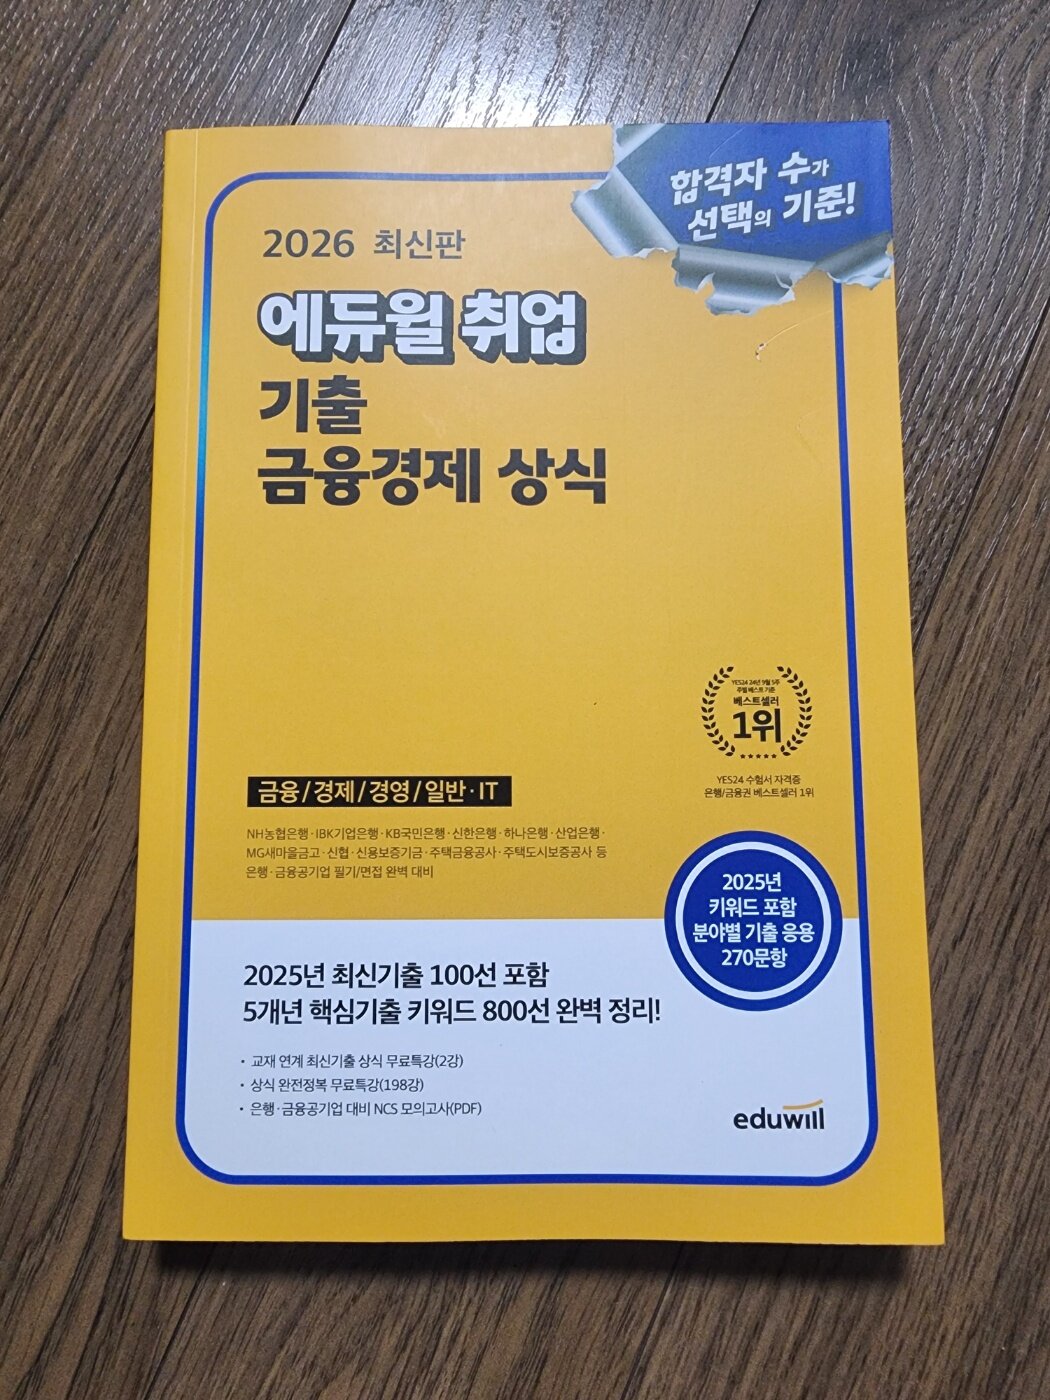 합격자 수가
선택의 기준!
2026 최신판
에듀윌 취업
기출
금융경제 상식
YES24 24년 9월 5주
주별 베스트 기준
베스트셀러
1위
YES24 수험서 자격증
은행/금융권 베스트셀러 1위
금융/경제/경영/일반·IT
NH농협은행·IBK기업은행·KB국민은행·신한은행·하나은행·산업은행·
MG새마을금고·신협·신용보증기금·주택금융공사·주택도시보증공사 등
은행·금융공기업 필기/면접 완벽 대비
2025년
키워드 포함
분야별 기출 응용
270문항
2025년 최신기출 100선 포함
5개년 핵심기출 키워드 800선 완벽 정리!
• 교재 연계 최신기출 상식 무료특강(2강)
• 상식 완전정복 무료특강(198강)
• 은행·금융공기업 대비 NCS 모의고사(PDF)
eduwill